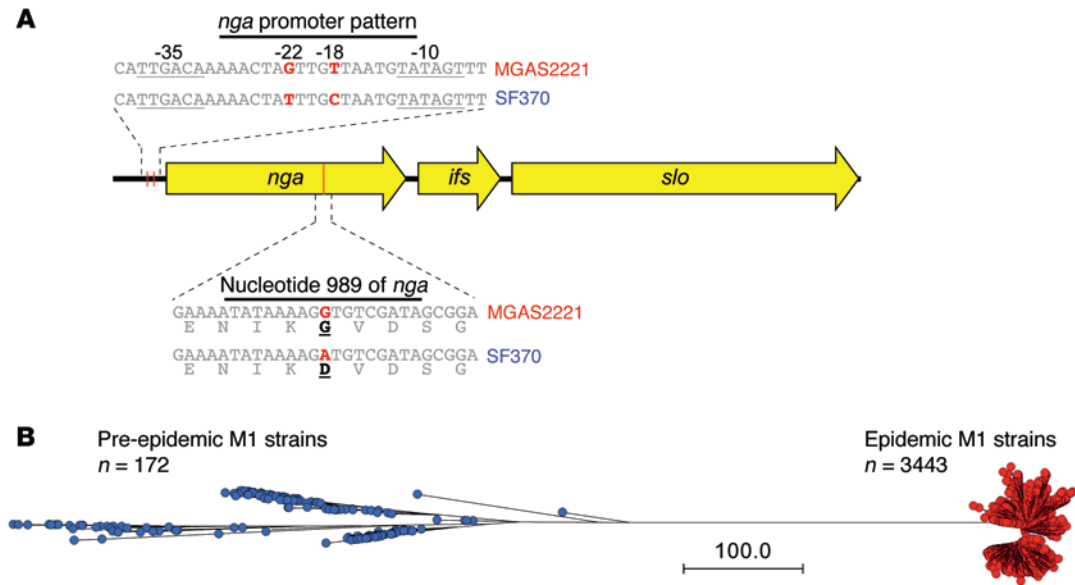 A
nga promoter pattern
-35 -22 -18 -10
CATTGACAAAAACTAGTTGTTAATGTATAGTTT MGAS2221
CATTGACAAAAACTATTTGCTAATGTATAGTTT SF370
nga ifs slo
Nucleotide 989 of nga
GAAAATATAAAAGGTGTCGATAGCGGA MGAS2221
E N I K G V D S G
GAAAATATAAAAGATGTCGATAGCGGA SF370
E N I K D V D S G
B
Pre-epidemic M1 strains Epidemic M1 strains
n = 172 n = 3443
100.0